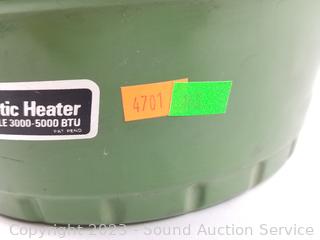 tic Heater
LE 3000-5000 BTU
PAT PEND
4701
Copyright 2023 - Sound Auction Service